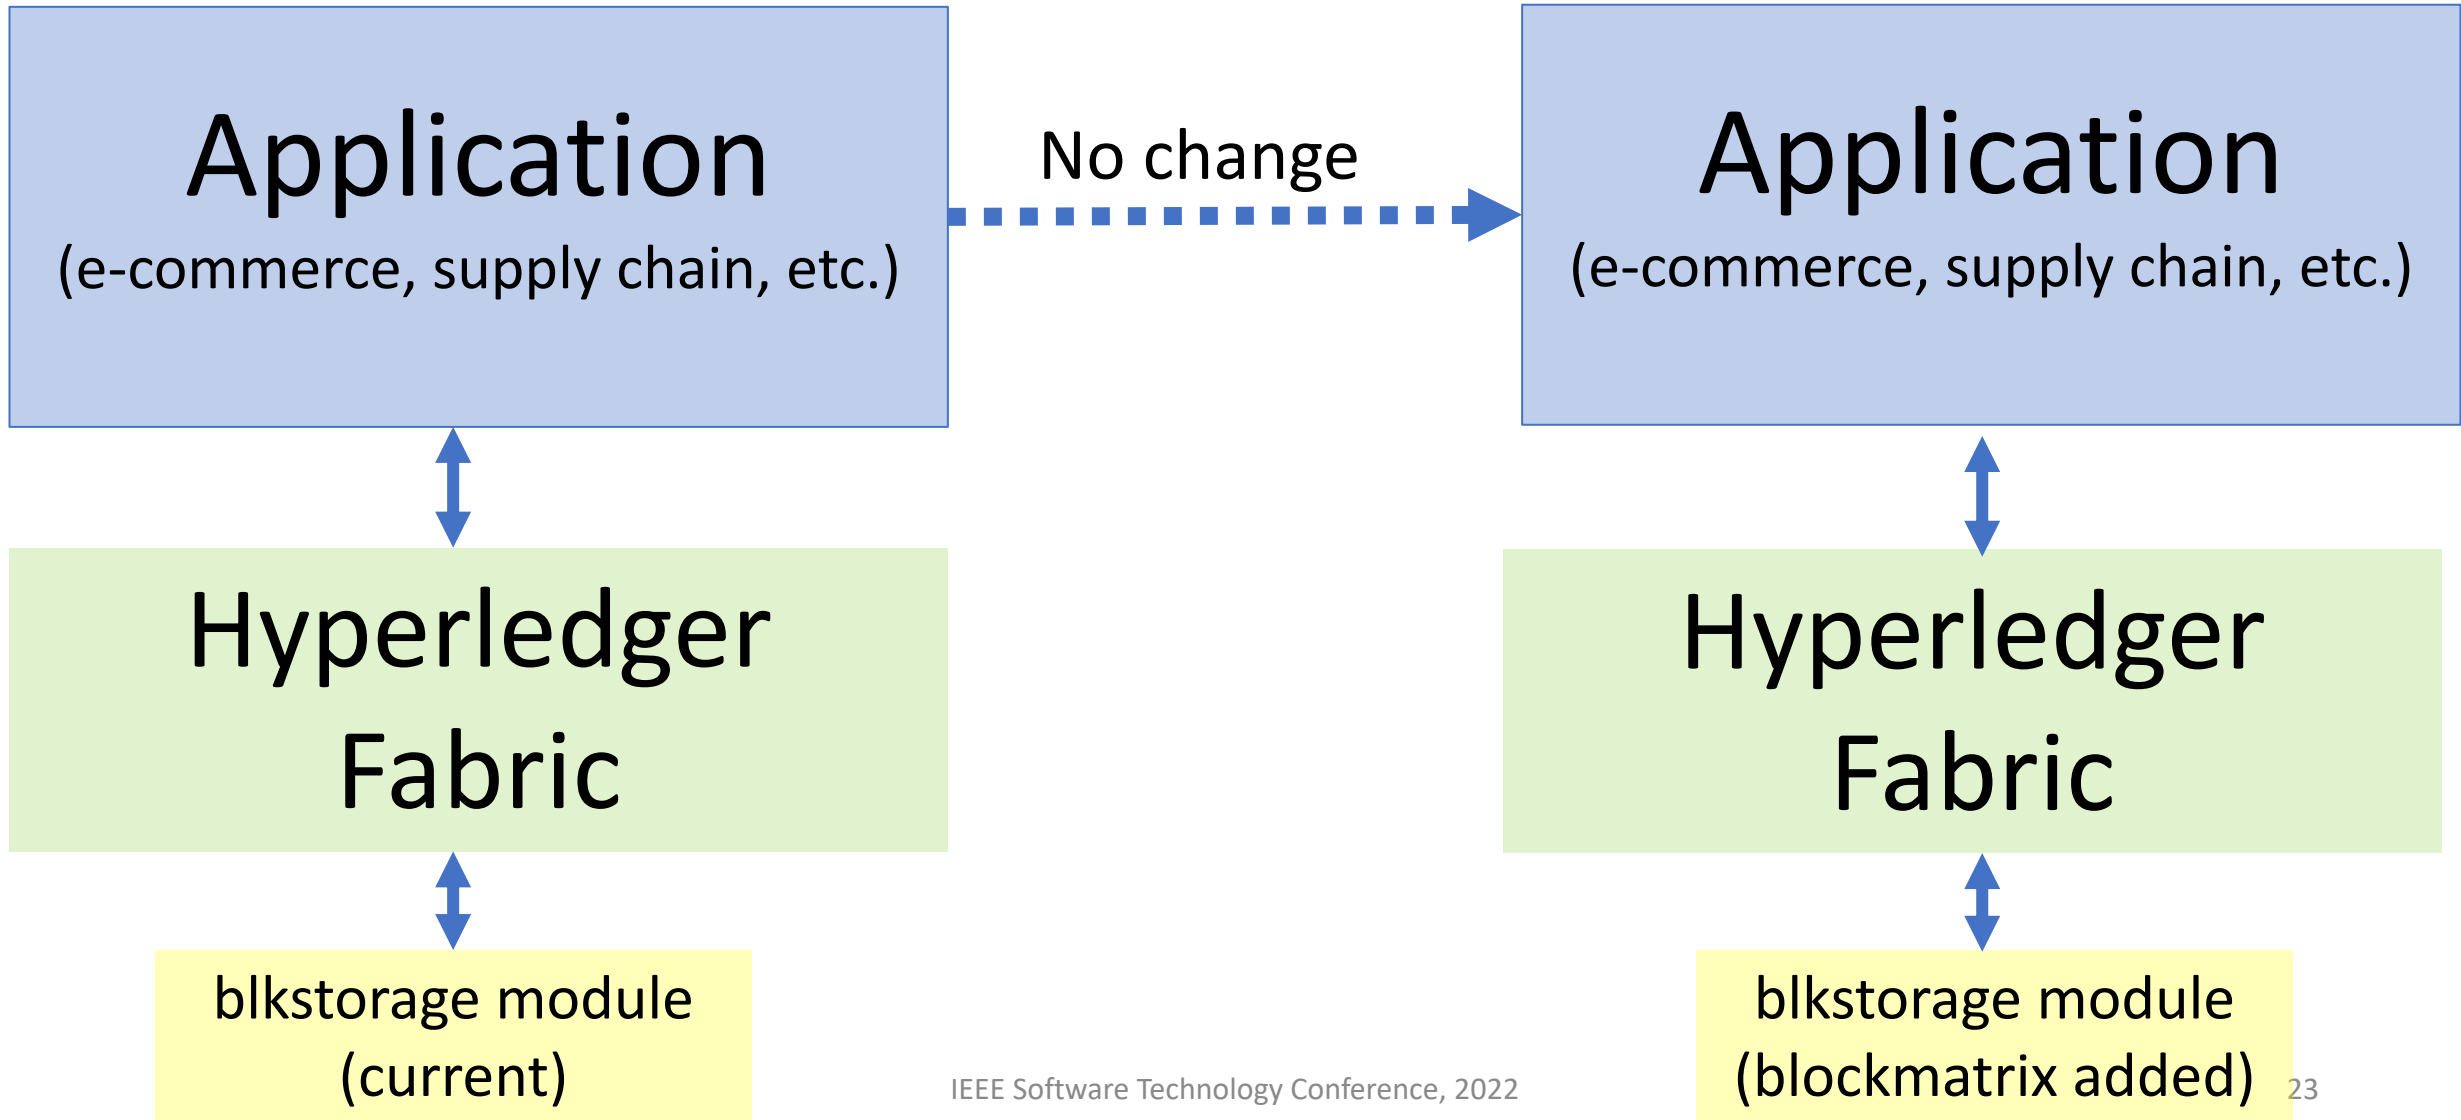 Application
(e-commerce, supply chain, etc.)
No change
Application
(e-commerce, supply chain, etc.)
Hyperledger
Fabric
Hyperledger
Fabric
blkstorage module
(current)
blkstorage module
(blockmatrix added)
IEEE Software Technology Conference, 2022
23